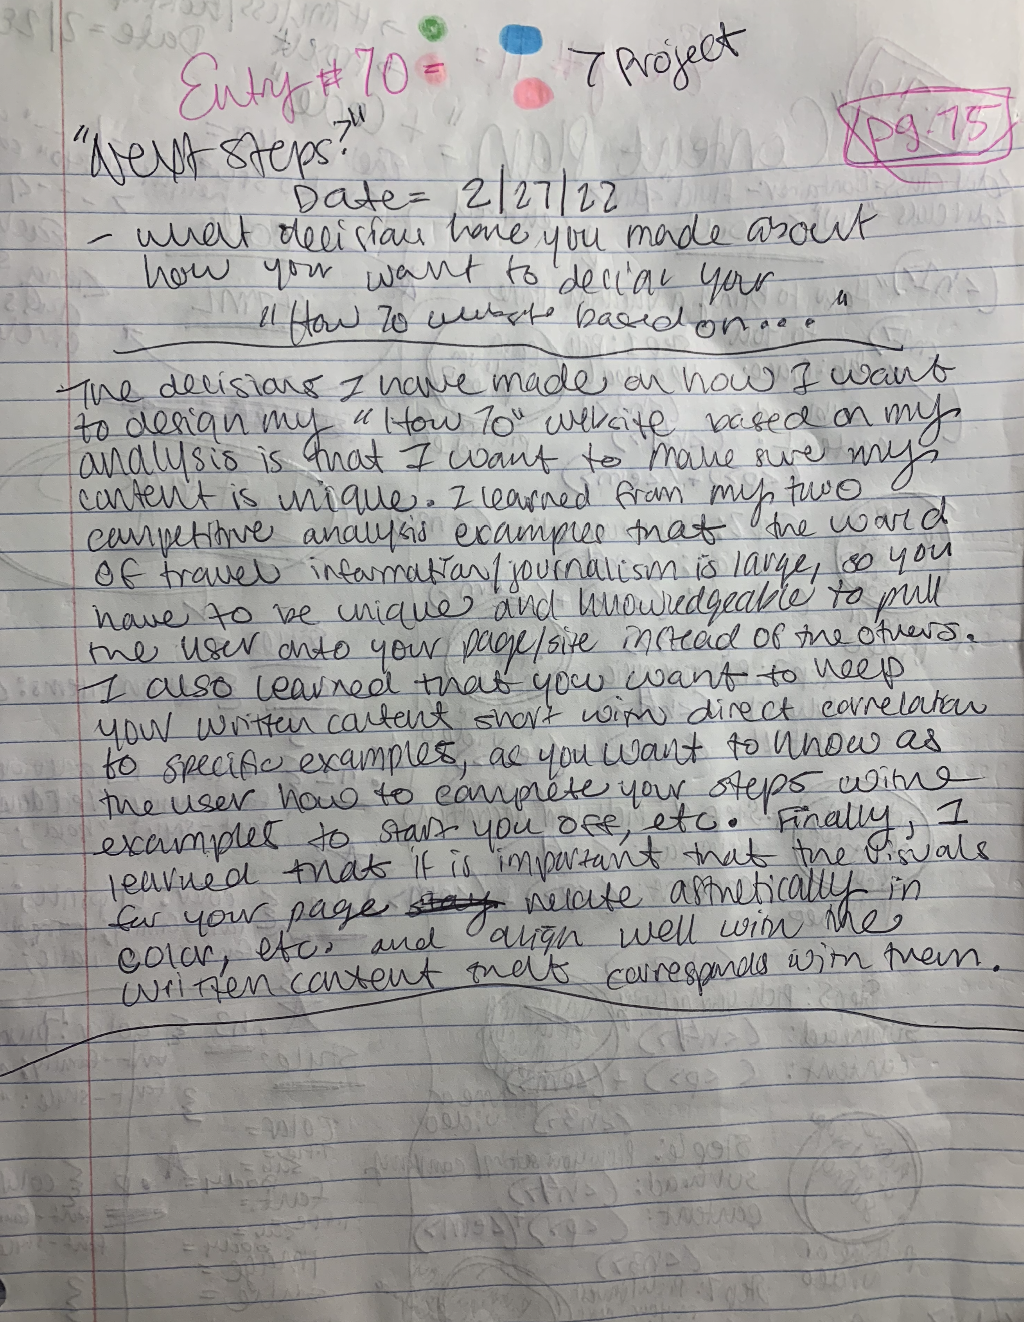 Entry # 70 =
7 Project
pg. 75
"Next steps?"
Date = 2/27/22
- what decisions have you made about
how your want to your
"How To website based on..."
The decisions I have made on how I want
to design my "How To" website based on my
analysis is that I want to make sure my
content is unique. I learned from my two
competitive analysis examples that the world
of travel information/journalism is large, so you
have to be unique and knowledgeable to pull
the user onto your page/site instead of the others.
I also learned that you want to keep
your written content short with direct correlation
to specific examples, as you want to know as
the user how to complete your steps with
examples to start you off, etc. Finally, I
learned that it is important that the visuals
for your page relate asthetically in
color, etc. and align well with the
written content that corresponds with them.